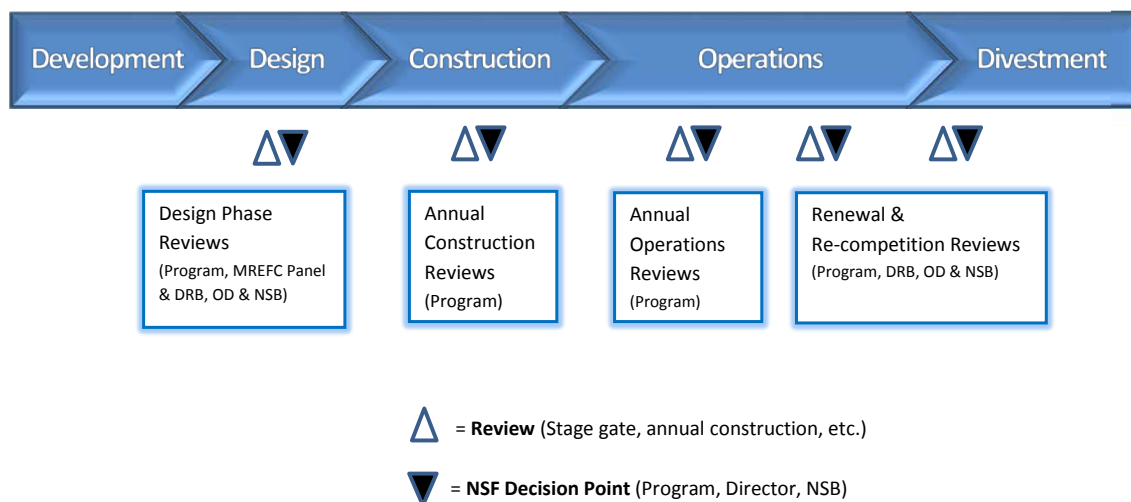 Development Design Construction Operations Divestment
Design Phase
Reviews
(Program, MREFC Panel
& DRB, OD & NSB)
Annual
Construction
Reviews
(Program)
Annual
Operations
Reviews
(Program)
Renewal &
Re-competition Reviews
(Program, DRB, OD & NSB)
= Review (Stage gate, annual construction, etc.)
= NSF Decision Point (Program, Director, NSB)